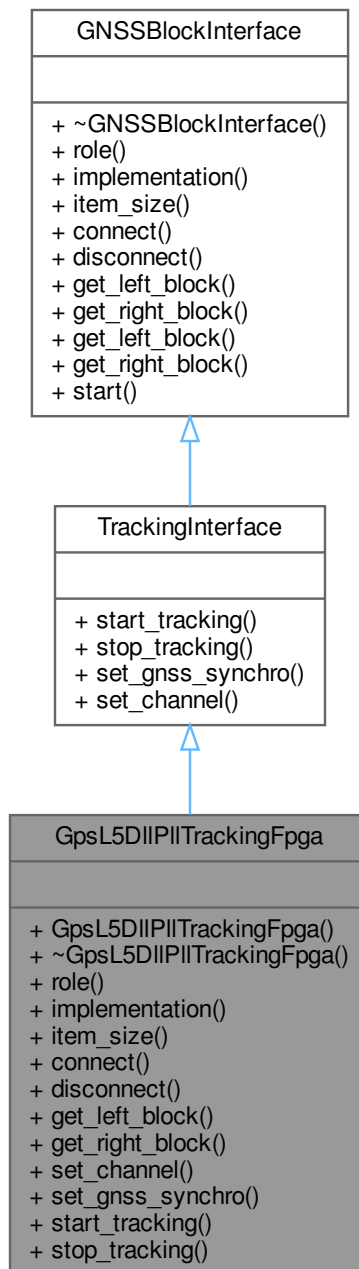 GNSSBlockInterface
+ ~GNSSBlockInterface()
+ role()
+ implementation()
+ item_size()
+ connect()
+ disconnect()
+ get_left_block()
+ get_right_block()
+ get_left_block()
+ get_right_block()
+ start()
TrackingInterface
+ start_tracking()
+ stop_tracking()
+ set_gnss_synchro()
+ set_channel()
GpsL5DllPllTrackingFpga
+ GpsL5DllPllTrackingFpga()
+ ~GpsL5DllPllTrackingFpga()
+ role()
+ implementation()
+ item_size()
+ connect()
+ disconnect()
+ get_left_block()
+ get_right_block()
+ set_channel()
+ set_gnss_synchro()
+ start_tracking()
+ stop_tracking()